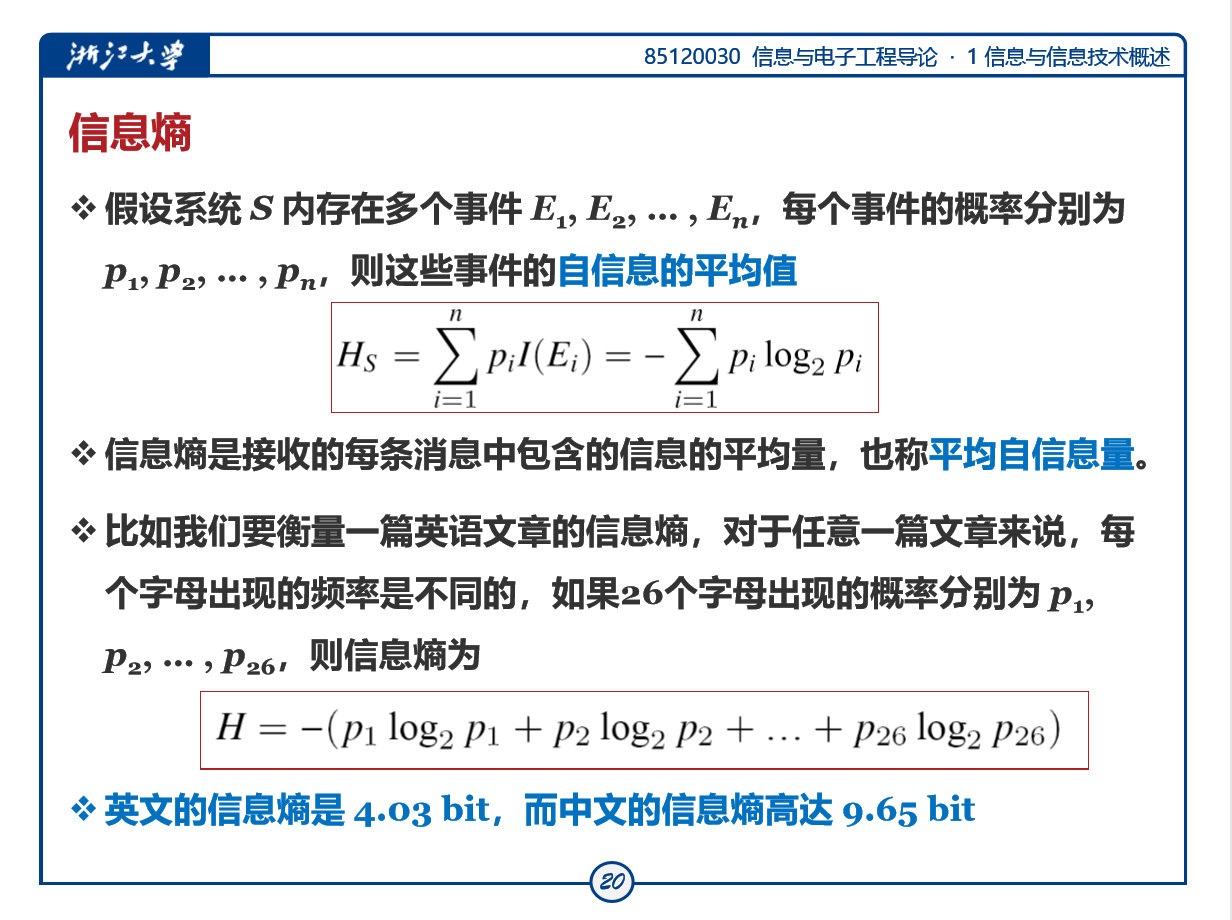 浙江大学
85120030 信息与电子工程导论 · 1 信息与信息技术概述
信息熵
❖ 假设系统 S 内存在多个事件 E₁, E₂, ... , Eₙ，每个事件的概率分别为
p₁, p₂, ... , pₙ，则这些事件的自信息的平均值
H_S = ∑_{i=1}^{n} p_i I(E_i) = − ∑_{i=1}^{n} p_i log₂ p_i
❖ 信息熵是接收的每条消息中包含的信息的平均量，也称平均自信息量。
❖ 比如我们要衡量一篇英语文章的信息熵，对于任意一篇文章来说，每
个字母出现的频率是不同的，如果26个字母出现的概率分别为 p₁,
p₂, ... , p₂₆，则信息熵为
H = −(p₁ log₂ p₁ + p₂ log₂ p₂ + ... + p₂₆ log₂ p₂₆)
❖ 英文的信息熵是 4.03 bit，而中文的信息熵高达 9.65 bit
20